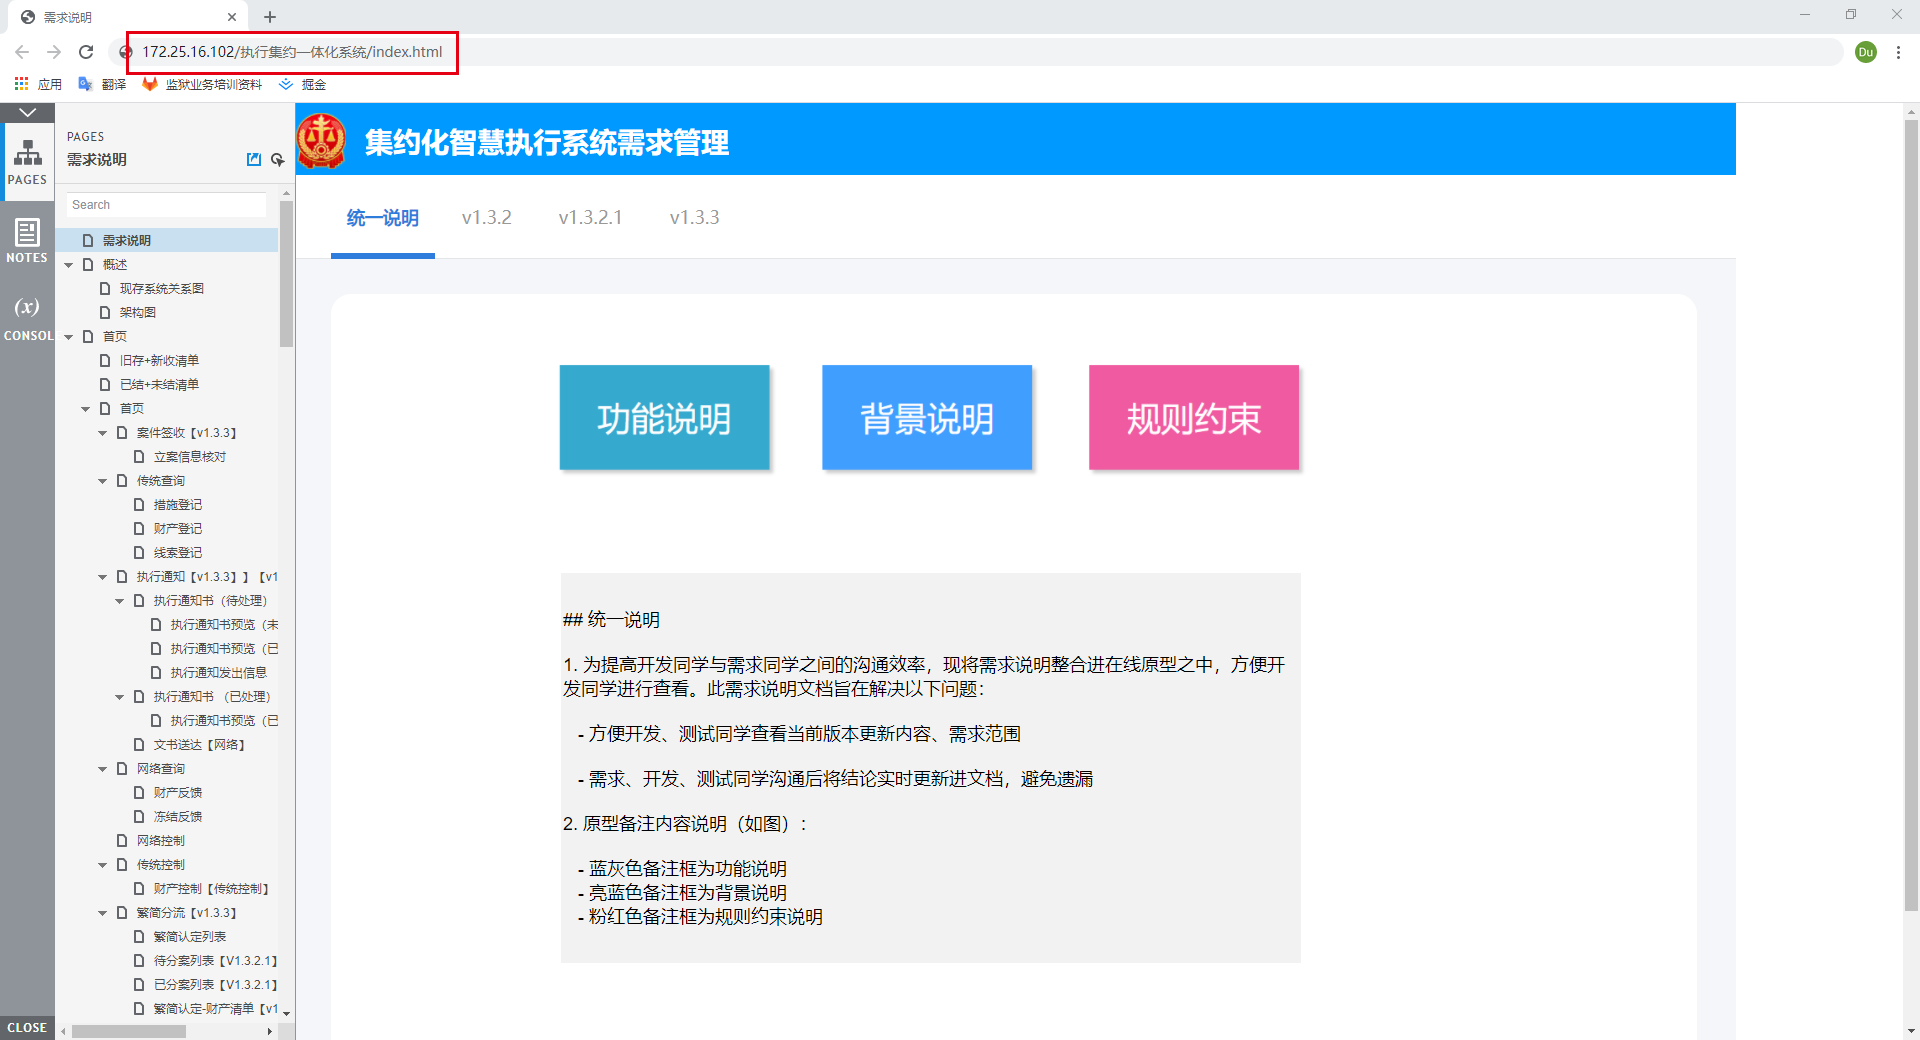 需求说明
172.25.16.102/执行集约一体化系统/index.html
Du
应用
翻译
监狱业务培训资料
掘金
PAGES
需求说明
PAGES
NOTES
(x)
CONSOL
CLOSE
Search
需求说明
概述
现存系统关系图
架构图
首页
旧存+新收清单
已结+未结清单
首页
案件签收【v1.3.3】
立案信息核对
传统查询
措施登记
财产登记
线索登记
执行通知【v1.3.3】】【v1
执行通知书（待处理）
执行通知书预览（未
执行通知书预览（已
执行通知发出信息
执行通知书 （已处理）
执行通知书预览（已
文书送达【网络】
网络查询
财产反馈
冻结反馈
网络控制
传统控制
财产控制【传统控制】
繁简分流【v1.3.3】
繁简认定列表
待分案列表【V1.3.2.1】
已分案列表【V1.3.2.1】
繁简认定-财产清单【v1
集约化智慧执行系统需求管理
统一说明
v1.3.2
v1.3.2.1
v1.3.3
功能说明
背景说明
规则约束
## 统一说明
1. 为提高开发同学与需求同学之间的沟通效率，现将需求说明整合进在线原型之中，方便开
发同学进行查看。此需求说明文档旨在解决以下问题：
- 方便开发、测试同学查看当前版本更新内容、需求范围
- 需求、开发、测试同学沟通后将结论实时更新进文档，避免遗漏
2. 原型备注内容说明（如图）：
- 蓝灰色备注框为功能说明
- 亮蓝色备注框为背景说明
- 粉红色备注框为规则约束说明